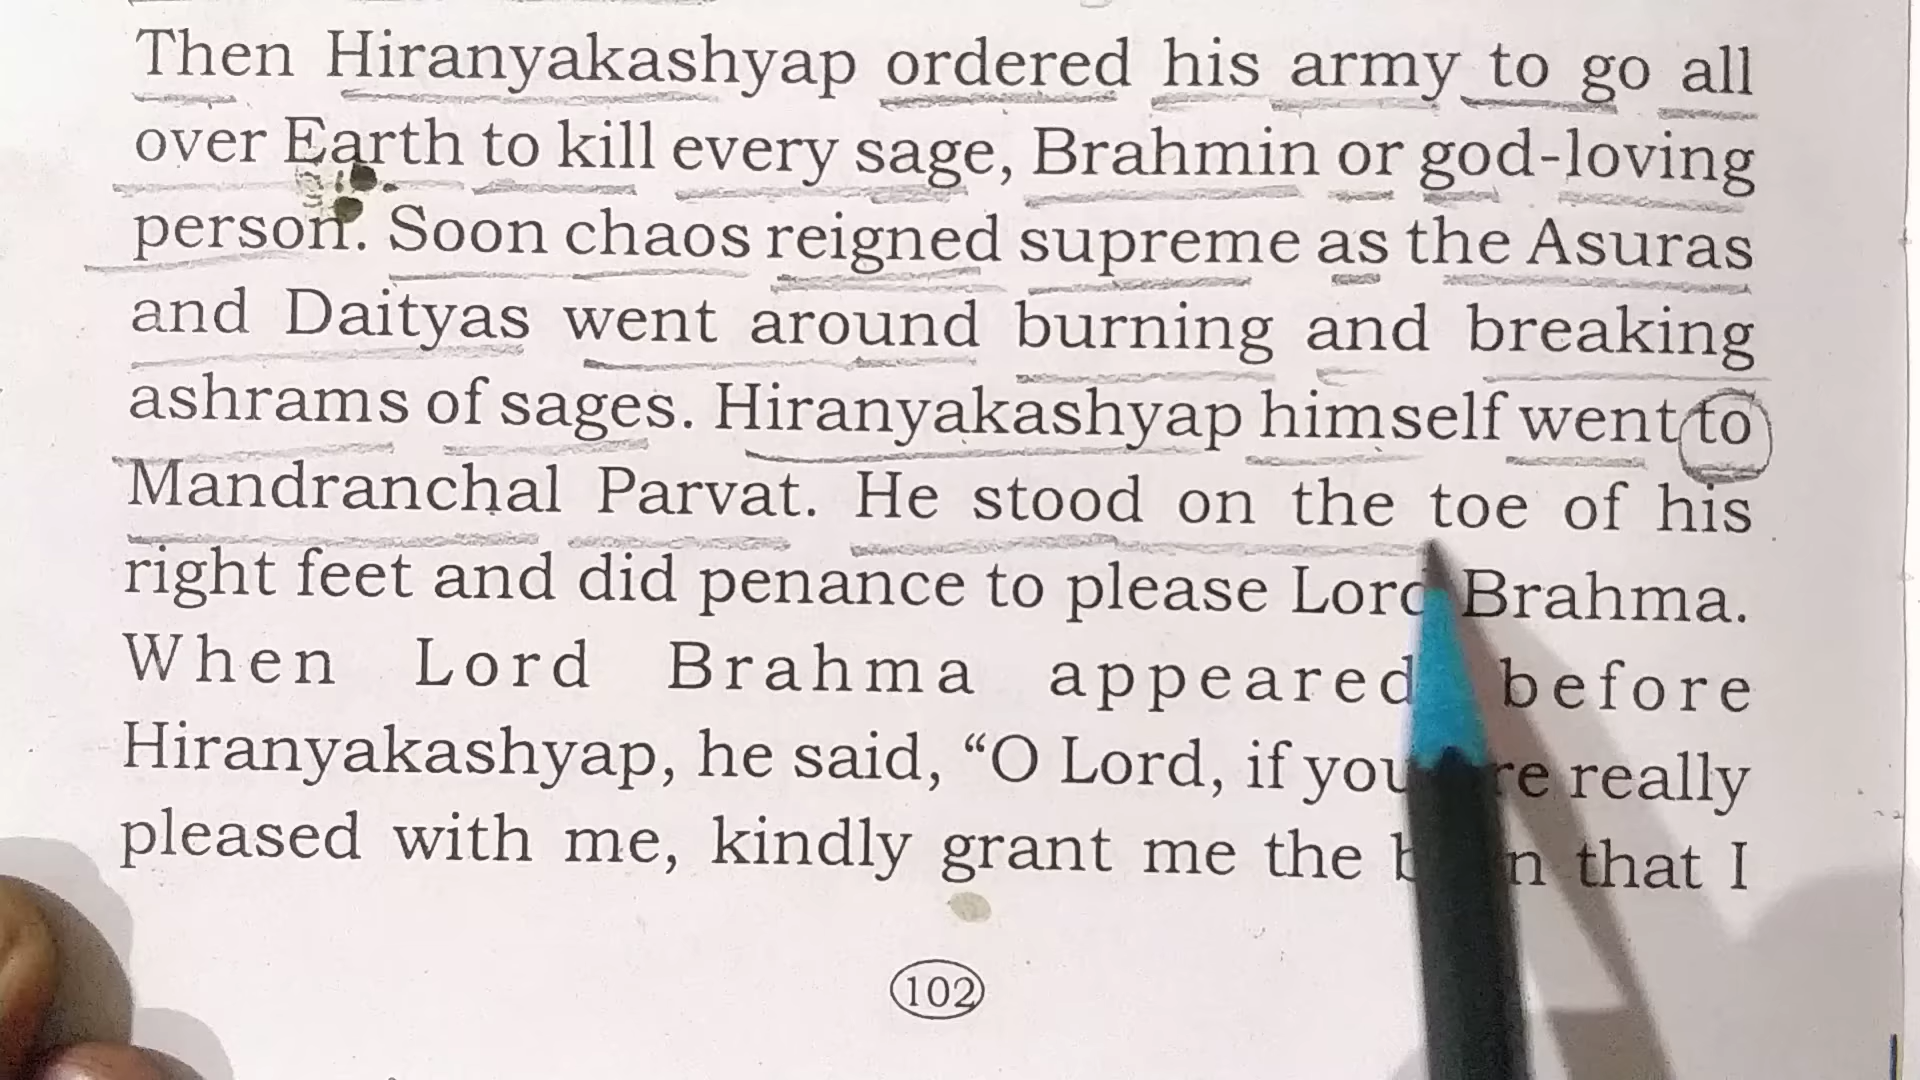 Then Hiranyakashyap ordered his army to go all
over Earth to kill every sage, Brahmin or god-loving
person. Soon chaos reigned supreme as the Asuras
and Daityas went around burning and breaking
ashrams of sages. Hiranyakashyap himself went to
Mandranchal Parvat. He stood on the toe of his
right feet and did penance to please Lord Brahma.
When Lord Brahma appeared before
Hiranyakashyap, he said, “O Lord, if you really
pleased with me, kindly grant me the that I
102